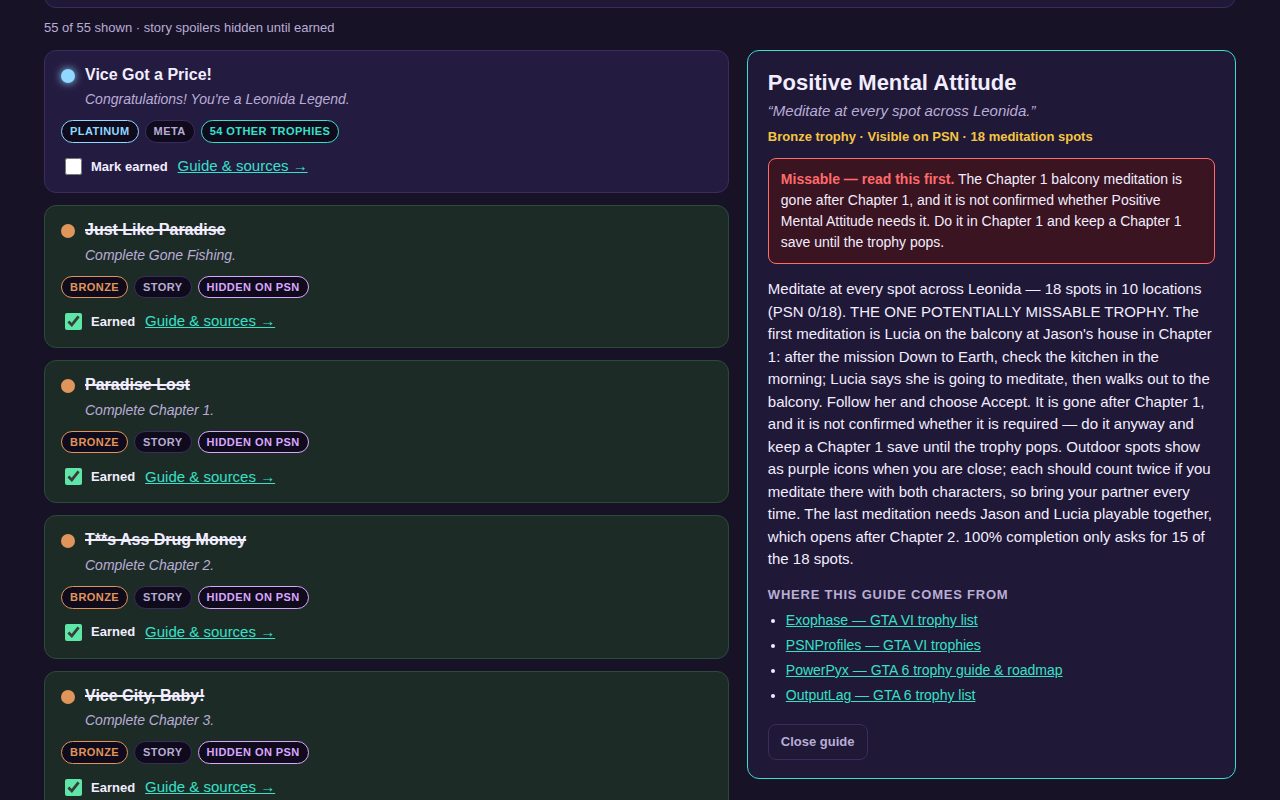 55 of 55 shown · story spoilers hidden until earned
Vice Got a Price!
Congratulations! You're a Leonida Legend.
PLATINUM META 54 OTHER TROPHIES
Mark earned Guide & sources →
Just Like Paradise
Complete Gone Fishing.
BRONZE STORY HIDDEN ON PSN
Earned Guide & sources →
Paradise Lost
Complete Chapter 1.
BRONZE STORY HIDDEN ON PSN
Earned Guide & sources →
T**s Ass Drug Money
Complete Chapter 2.
BRONZE STORY HIDDEN ON PSN
Earned Guide & sources →
Vice City, Baby!
Complete Chapter 3.
BRONZE STORY HIDDEN ON PSN
Earned Guide & sources →
Positive Mental Attitude
“Meditate at every spot across Leonida.”
Bronze trophy · Visible on PSN · 18 meditation spots
Missable — read this first. The Chapter 1 balcony meditation is
gone after Chapter 1, and it is not confirmed whether Positive
Mental Attitude needs it. Do it in Chapter 1 and keep a Chapter 1
save until the trophy pops.
Meditate at every spot across Leonida — 18 spots in 10 locations
(PSN 0/18). THE ONE POTENTIALLY MISSABLE TROPHY. The
first meditation is Lucia on the balcony at Jason's house in Chapter
1: after the mission Down to Earth, check the kitchen in the
morning; Lucia says she is going to meditate, then walks out to the
balcony. Follow her and choose Accept. It is gone after Chapter 1,
and it is not confirmed whether it is required — do it anyway and
keep a Chapter 1 save until the trophy pops. Outdoor spots show
as purple icons when you are close; each should count twice if you
meditate there with both characters, so bring your partner every
time. The last meditation needs Jason and Lucia playable together,
which opens after Chapter 2. 100% completion only asks for 15 of
the 18 spots.
WHERE THIS GUIDE COMES FROM
Exophase — GTA VI trophy list
PSNProfiles — GTA VI trophies
PowerPyx — GTA 6 trophy guide & roadmap
OutputLag — GTA 6 trophy list
Close guide